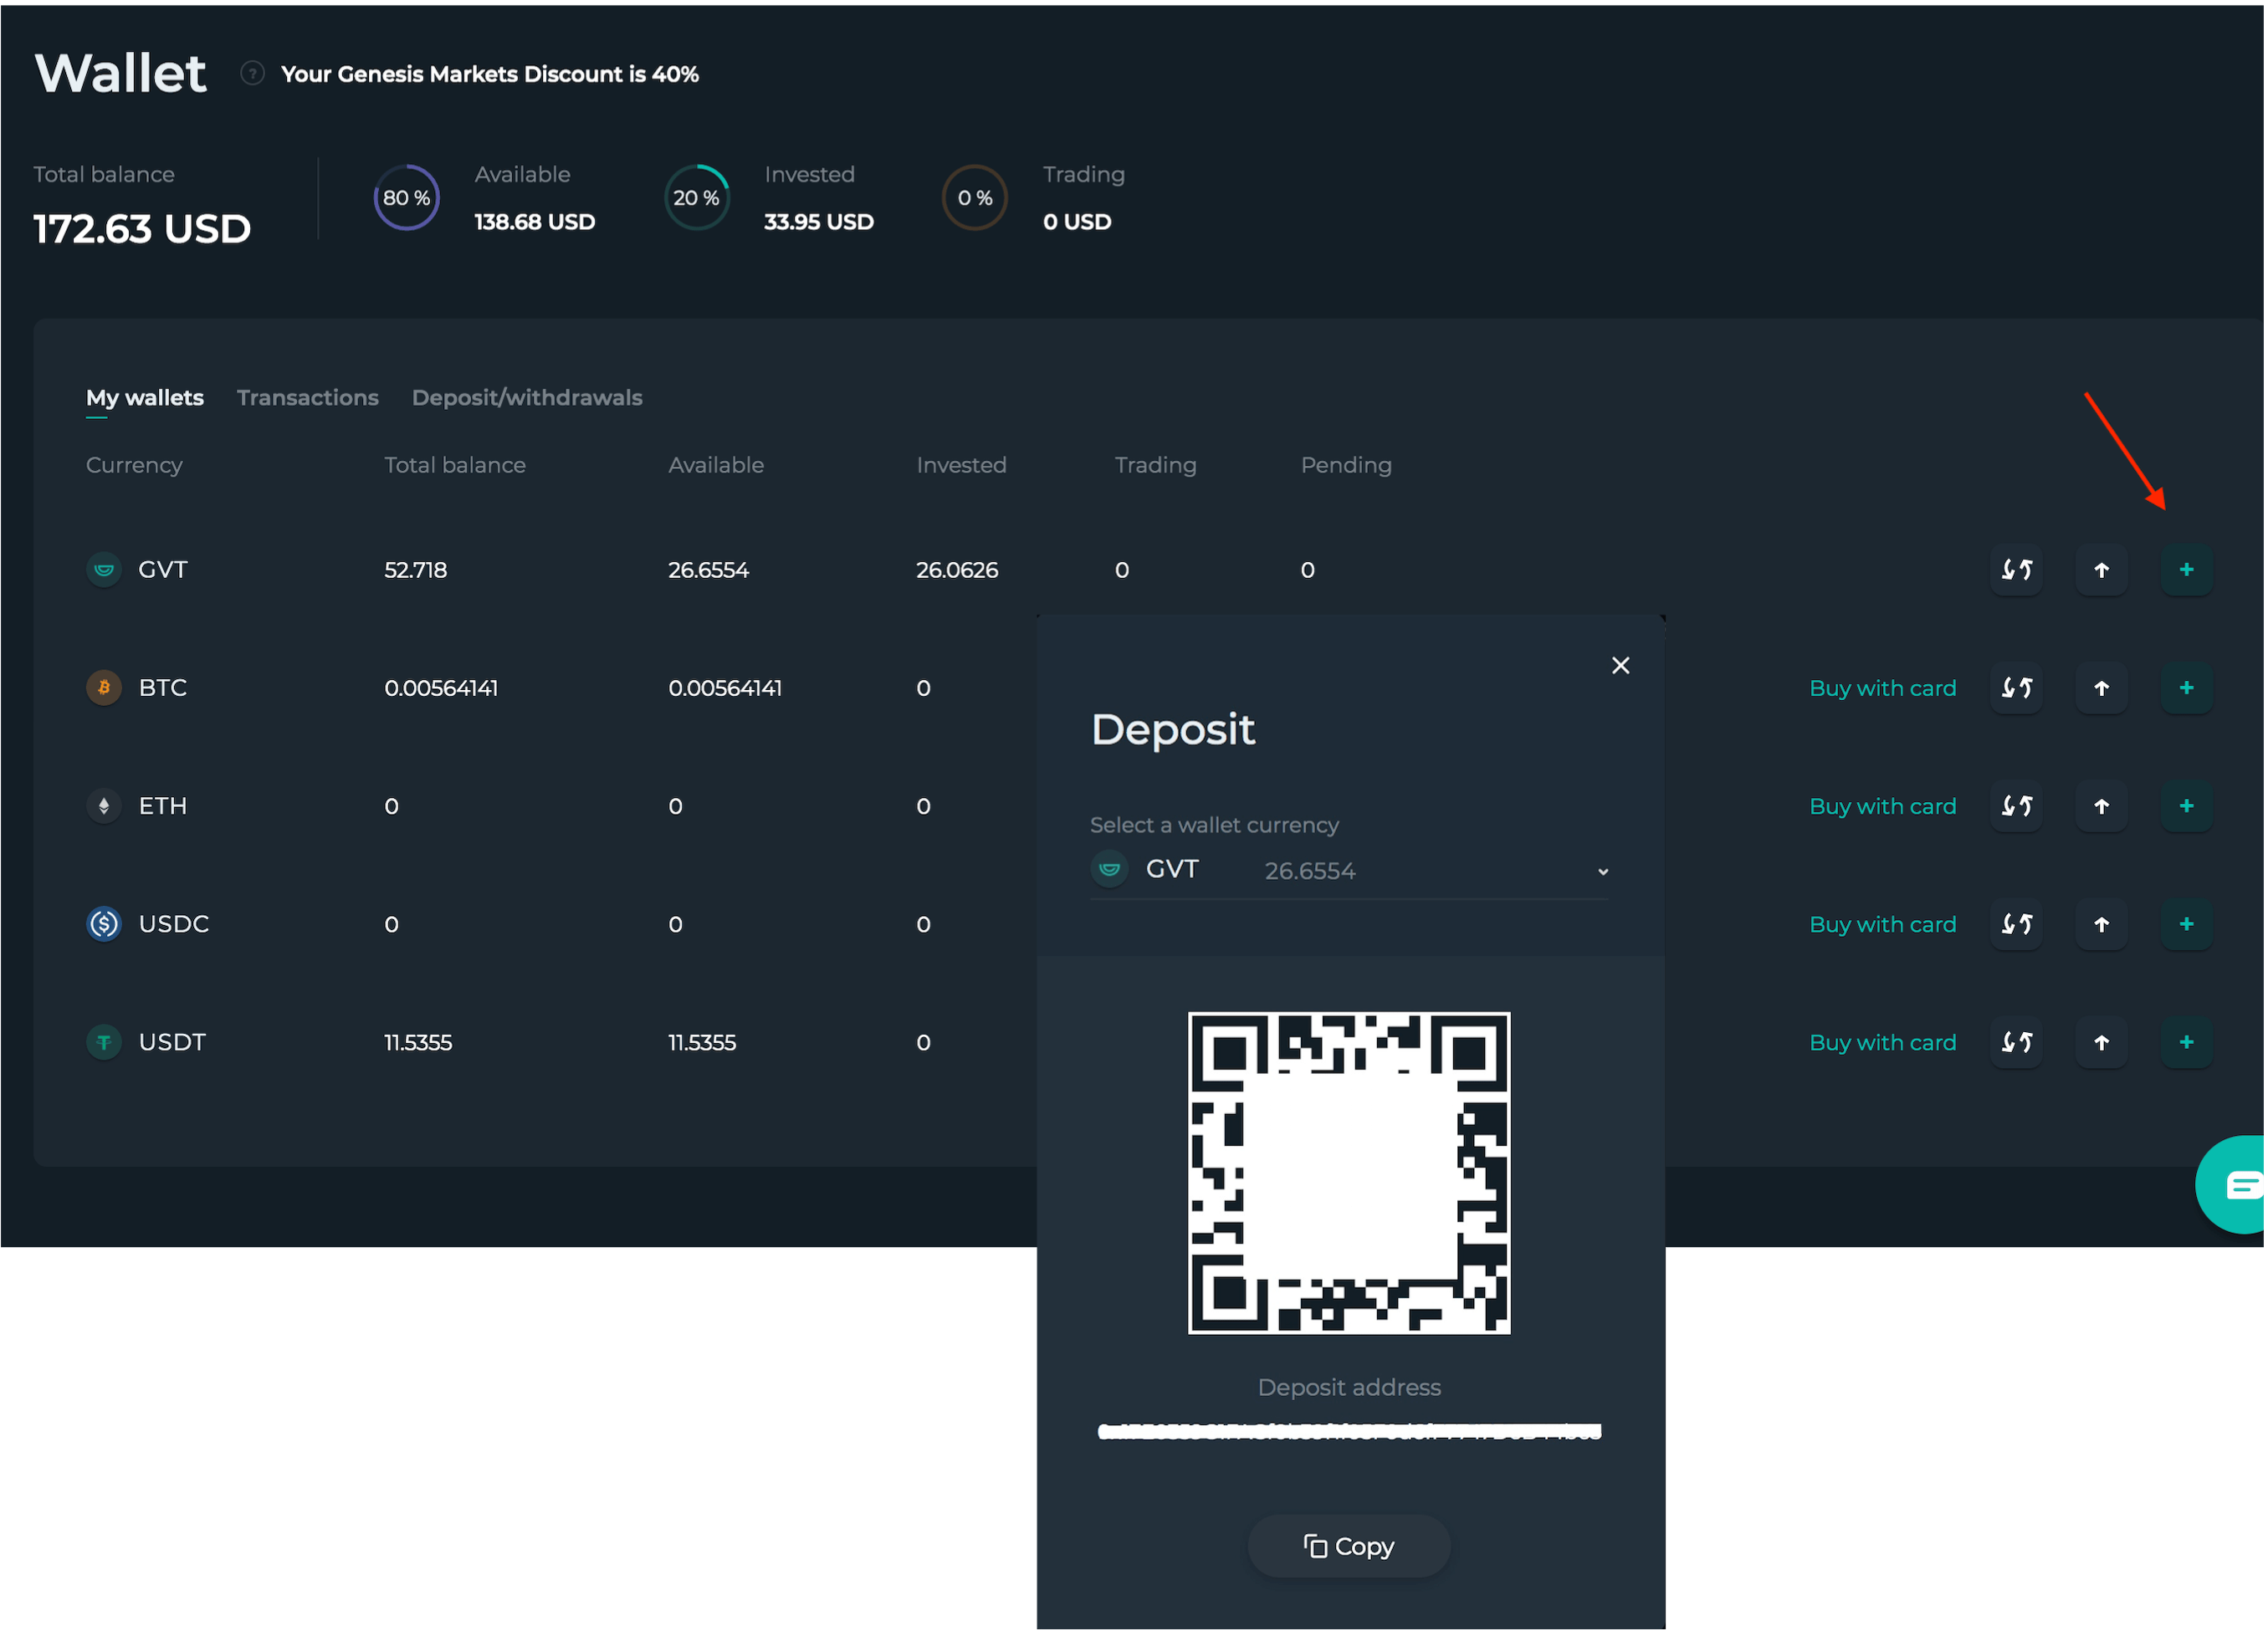 Wallet ? Your Genesis Markets Discount is 40%
Total balance
172.63 USD
80 %
Available
138.68 USD
20 %
Invested
33.95 USD
0 %
Trading
0 USD
My wallets Transactions Deposit/withdrawals
Currency Total balance Available Invested Trading Pending
GVT 52.718 26.6554 26.0626 0 0
BTC 0.00564141 0.00564141 0 Buy with card
ETH 0 0 0 Buy with card
USDC 0 0 0 Buy with card
USDT 11.5355 11.5355 0 Buy with card
Deposit
Select a wallet currency
GVT 26.6554
Deposit address
Copy